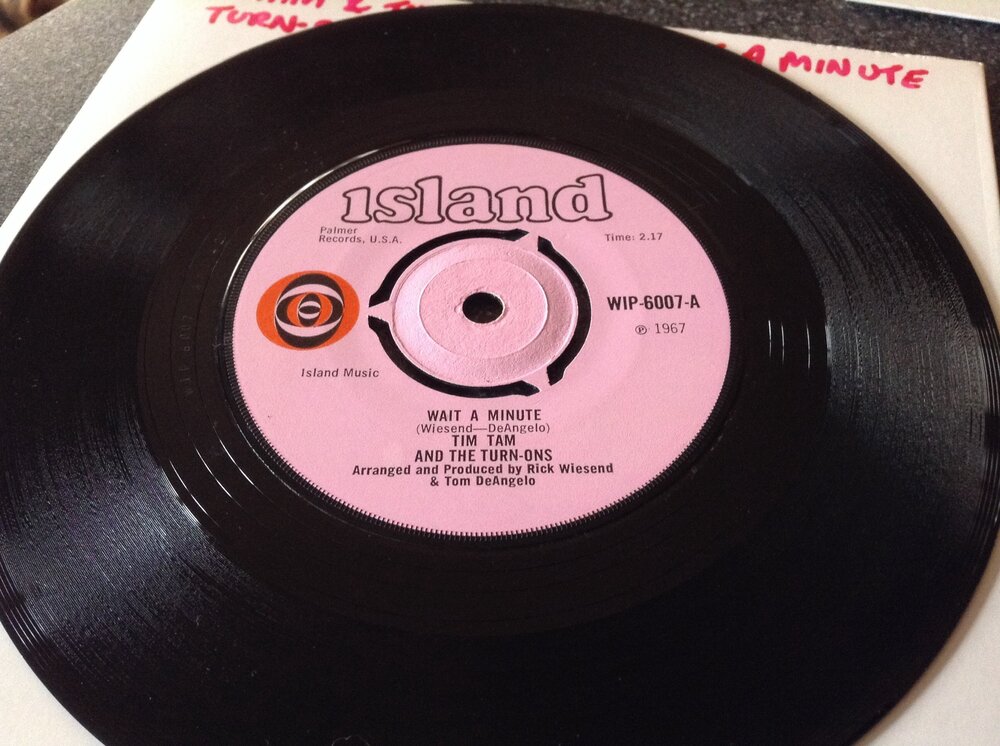 TURN-
A MINUTE
island
Palmer
Records, U.S.A.
Time: 2.17
WIP-6007-A
℗ 1967
Island Music
WAIT A MINUTE
(Wiesend—DeAngelo)
TIM TAM
AND THE TURN-ONS
Arranged and Produced by Rick Wiesend
& Tom DeAngelo